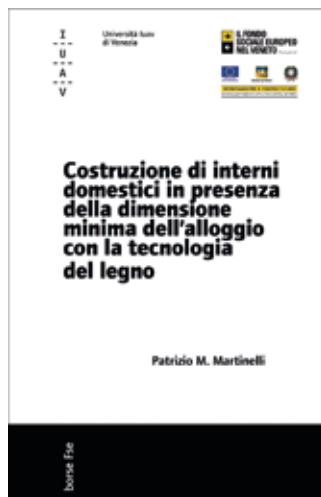 I
U
A
V
Università Iuav
di Venezia
IL FONDO
SOCIALE EUROPEO
NEL VENETO
Costruzione di interni
domestici in presenza
della dimensione
minima dell'alloggio
con la tecnologia
del legno
Patrizio M. Martinelli
borse Fse